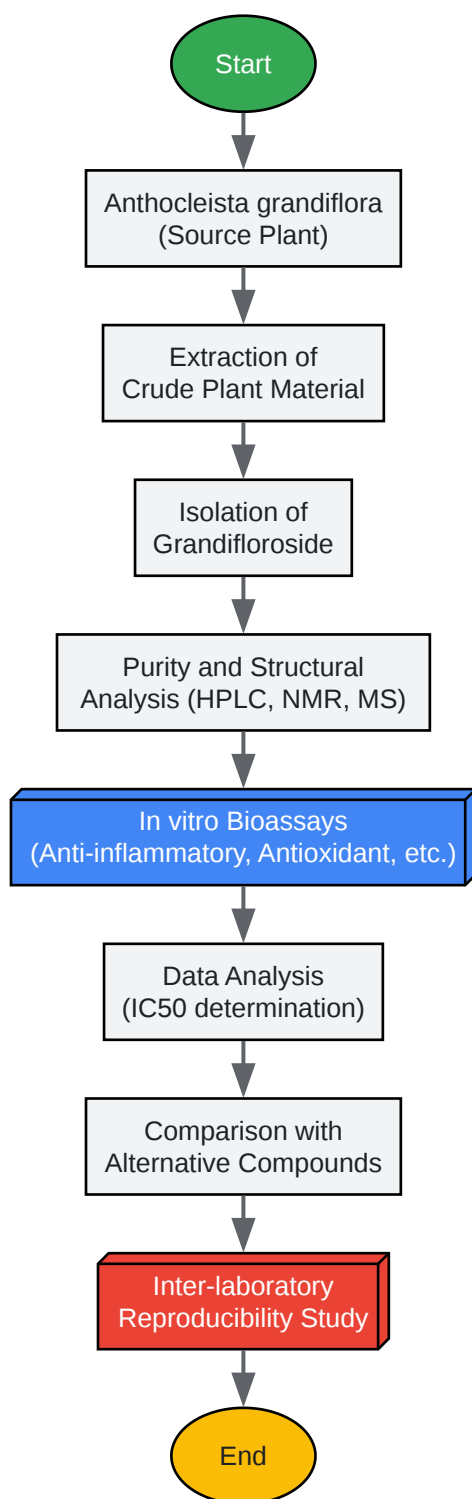 Start
Anthocleista grandiflora
(Source Plant)
Extraction of
Crude Plant Material
Isolation of
Grandifloroside
Purity and Structural
Analysis (HPLC, NMR, MS)
In vitro Bioassays
(Anti-inflammatory, Antioxidant, etc.)
Data Analysis
(IC50 determination)
Comparison with
Alternative Compounds
Inter-laboratory
Reproducibility Study
End